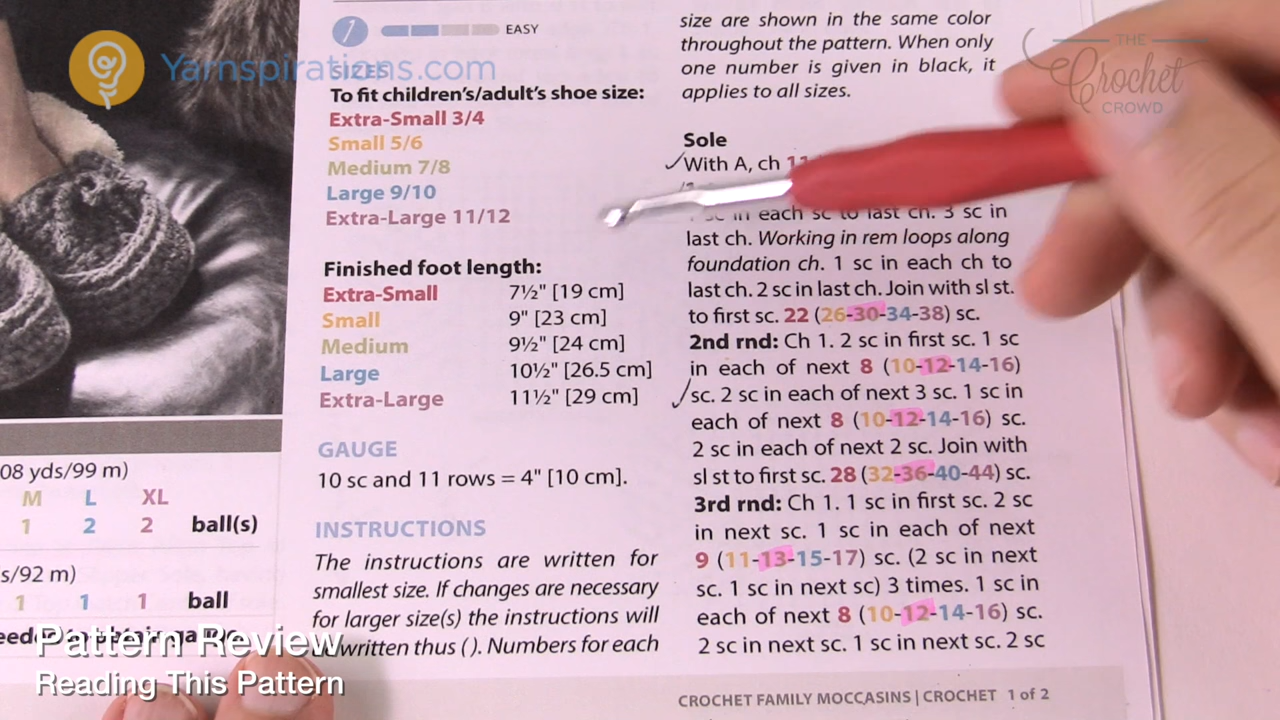 EASY
Yarnspirations.com
SIZES
To fit children's/adult's shoe size:
Extra-Small 3/4
Small 5/6
Medium 7/8
Large 9/10
Extra-Large 11/12
Finished foot length:
Extra-Small 7½" [19 cm]
Small 9" [23 cm]
Medium 9½" [24 cm]
Large 10½" [26.5 cm]
Extra-Large 11½" [29 cm]
GAUGE
10 sc and 11 rows = 4" [10 cm].
INSTRUCTIONS
The instructions are written for
smallest size. If changes are necessary
for larger size(s) the instructions will
written thus ( ). Numbers for each
size are shown in the same color
throughout the pattern. When only
one number is given in black, it
applies to all sizes.
Sole
With A, ch 11
1 sc in each sc to last ch. 3 sc in
last ch. Working in rem loops along
foundation ch. 1 sc in each ch to
last ch. 2 sc in last ch. Join with sl st.
to first sc. 22 (26-30-34-38) sc.
2nd rnd: Ch 1. 2 sc in first sc. 1 sc
in each of next 8 (10-12-14-16)
sc. 2 sc in each of next 3 sc. 1 sc in
each of next 8 (10-12-14-16) sc.
2 sc in each of next 2 sc. Join with
sl st to first sc. 28 (32-36-40-44) sc.
3rd rnd: Ch 1. 1 sc in first sc. 2 sc
in next sc. 1 sc in each of next
9 (11-13-15-17) sc. (2 sc in next
sc. 1 sc in next sc) 3 times. 1 sc in
each of next 8 (10-12-14-16) sc.
2 sc in next sc. 1 sc in next sc. 2 sc
CROCHET FAMILY MOCCASINS | CROCHET 1 of 2
08 yds/99 m)
M L XL
1 2 2 ball(s)
s/92 m)
1 1 1 ball
Pattern Review
Reading This Pattern
THE
Crochet
CROWD